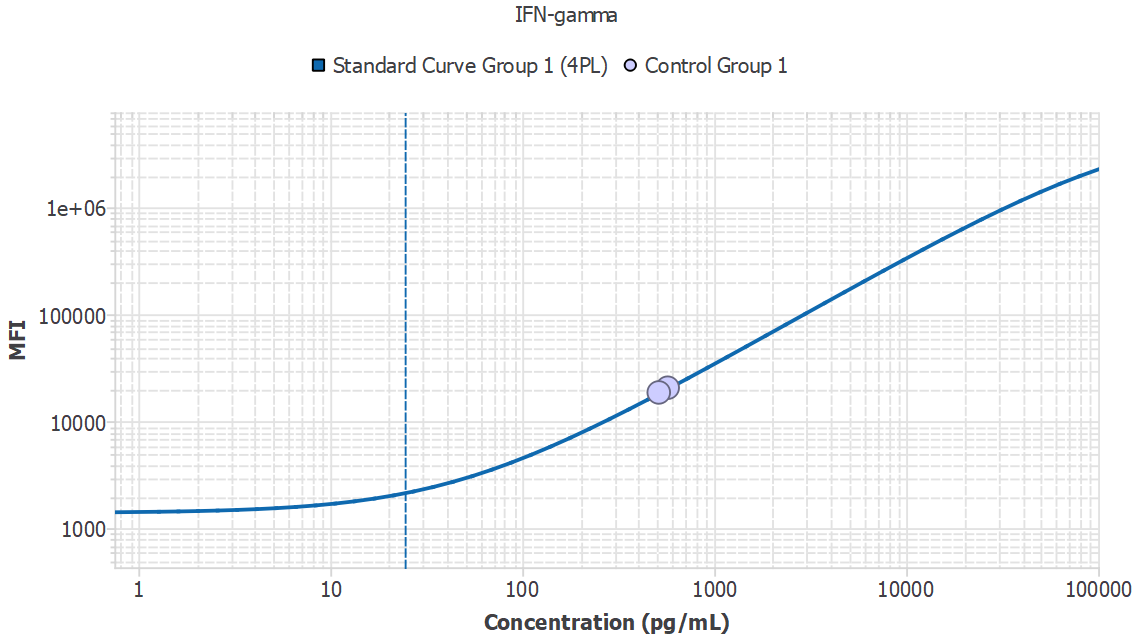 IFN-gamma
Standard Curve Group 1 (4PL) Control Group 1
1e+06
100000
10000
1000
MFI
1 10 100 1000 10000 100000
Concentration (pg/mL)